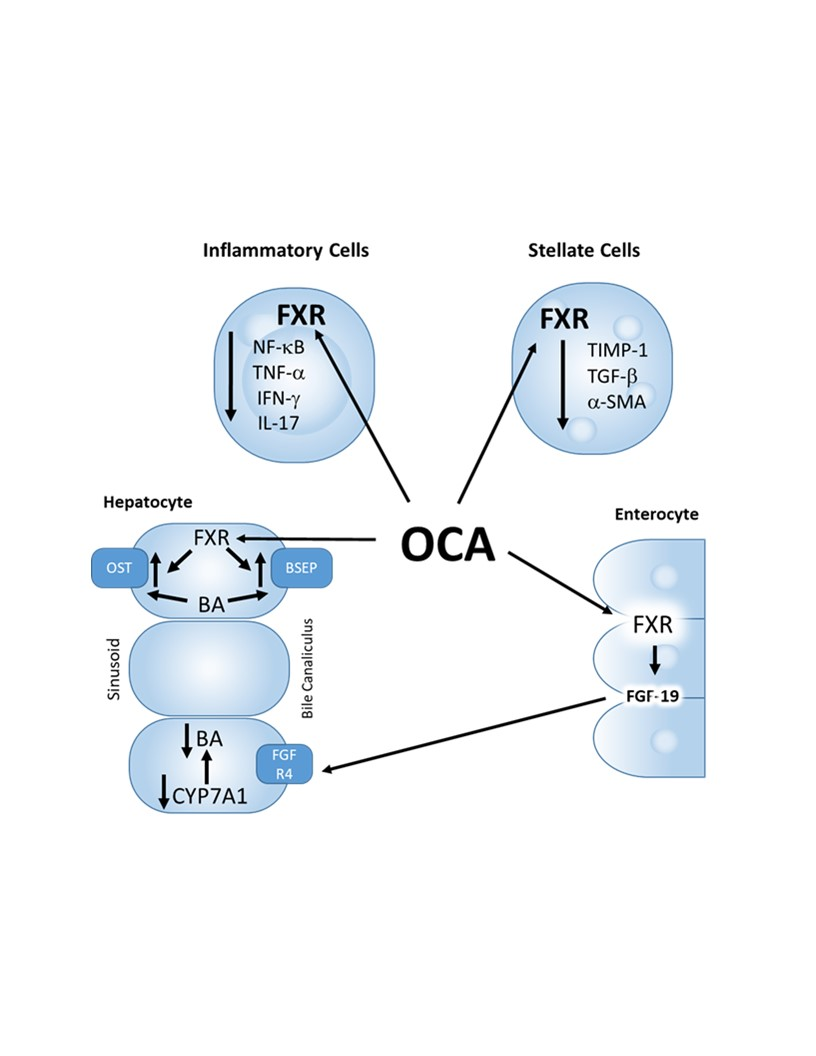 Inflammatory Cells
FXR
NF-κB
TNF-α
IFN-γ
IL-17
Stellate Cells
FXR
TIMP-1
TGF-β
α-SMA
OCA
Hepatocyte
FXR
OST
BSEP
BA
Sinusoid
Bile Canaliculus
BA
FGF
R4
CYP7A1
Enterocyte
FXR
FGF-19